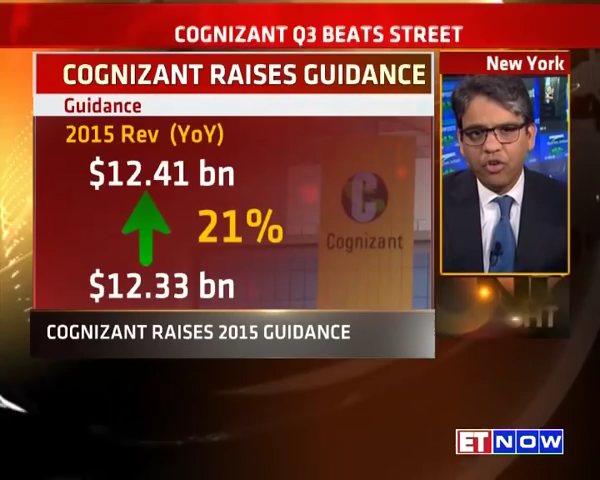 COGNIZANT Q3 BEATS STREET
COGNIZANT RAISES GUIDANCE
New York
Guidance
2015 Rev (YoY)
$12.41 bn
21%
C
Cognizant
$12.33 bn
COGNIZANT RAISES 2015 GUIDANCE
ET NOW